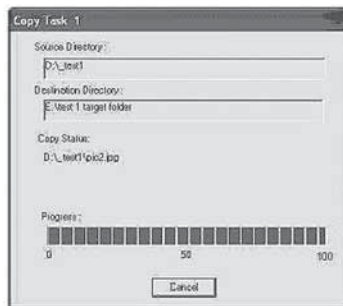 Copy Task 1
Source Directory:
D:\_test1
Destination Directory:
E:\test 1 target folder
Copy Status:
D:\_test1\pic2.jpg
Progress:
0 50 100
Cancel